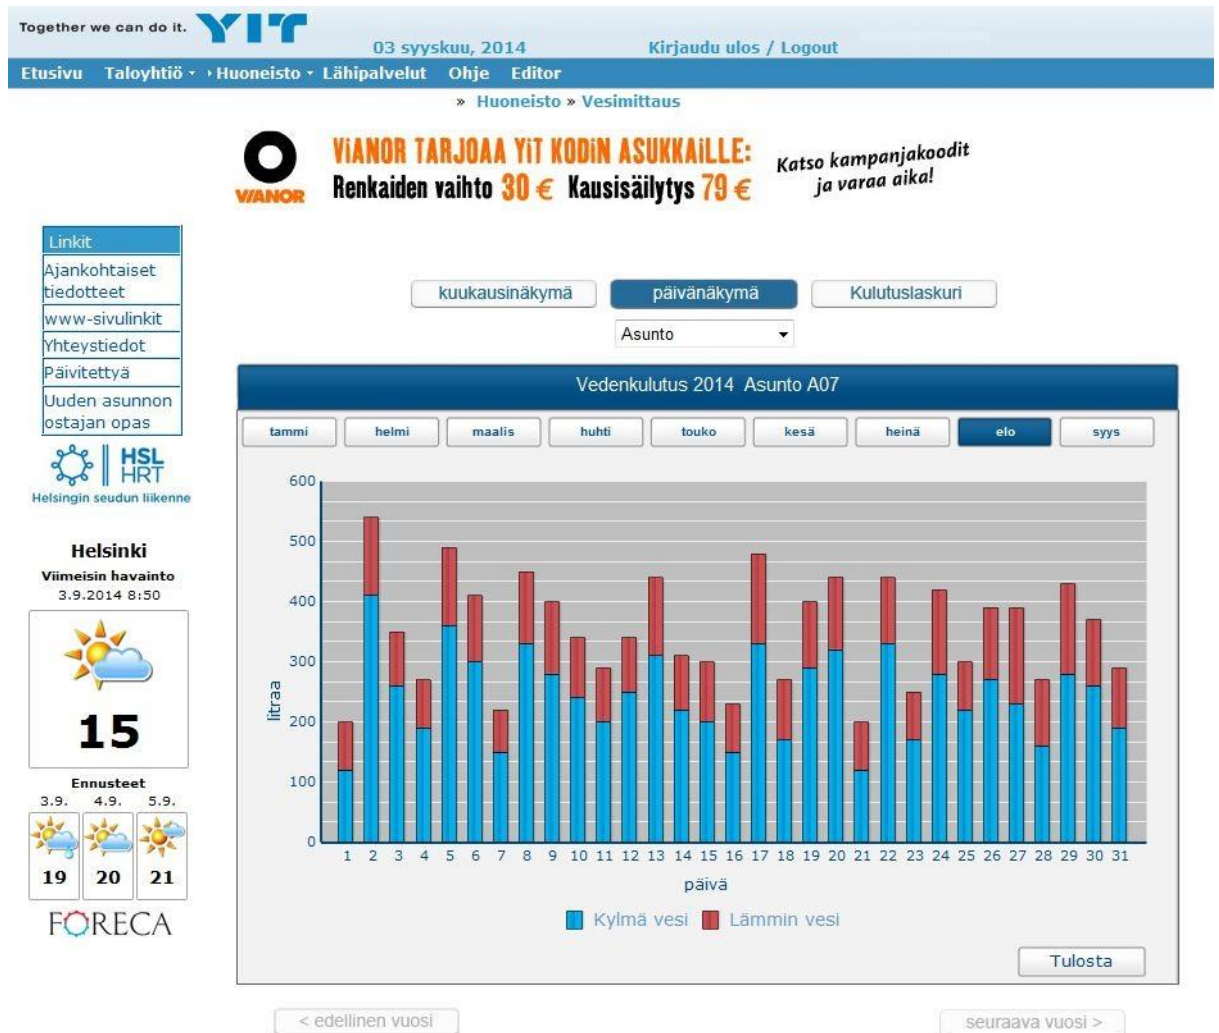 Together we can do it. YIT
03 syyskuu, 2014 Kirjaudu ulos / Logout
Etusivu Taloyhtiö Huoneisto Lähipalvelut Ohje Editor
» Huoneisto » Vesimittaus
VIANOR
ViANOR TARJOAA YiT KODiN ASUKKAiLLE:
Renkaiden vaihto 30 € Kausisäilytys 79 €
Katso kampanjakoodit
ja varaa aika!
Linkit
Ajankohtaiset
tiedotteet
www-sivulinkit
Yhteystiedot
Päivitettyä
Uuden asunnon
ostajan opas
HSL
HRT
Helsingin seudun liikenne
Helsinki
Viimeisin havainto
3.9.2014 8:50
15
Ennusteet
3.9. 4.9. 5.9.
19 20 21
FORECA
kuukausinäkymä päivänäkymä Kulutuslaskuri
Asunto
Vedenkulutus 2014 Asunto A07
tammi helmi maalis huhti touko kesä heinä elo syys
litraa
600
500
400
300
200
100
0
1 2 3 4 5 6 7 8 9 10 11 12 13 14 15 16 17 18 19 20 21 22 23 24 25 26 27 28 29 30 31
päivä
Kylmä vesi Lämmin vesi
Tulosta
< edellinen vuosi seuraava vuosi >